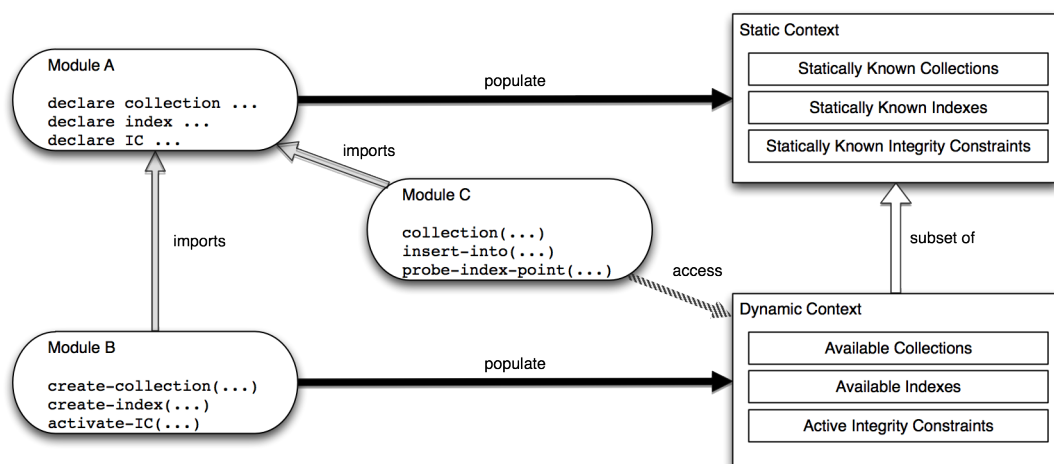 Module A
declare collection ...
declare index ...
declare IC ...
populate
Static Context
Statically Known Collections
Statically Known Indexes
Statically Known Integrity Constraints
imports
imports
Module C
collection(...)
insert-into(...)
probe-index-point(...)
access
subset of
Module B
create-collection(...)
create-index(...)
activate-IC(...)
populate
Dynamic Context
Available Collections
Available Indexes
Active Integrity Constraints